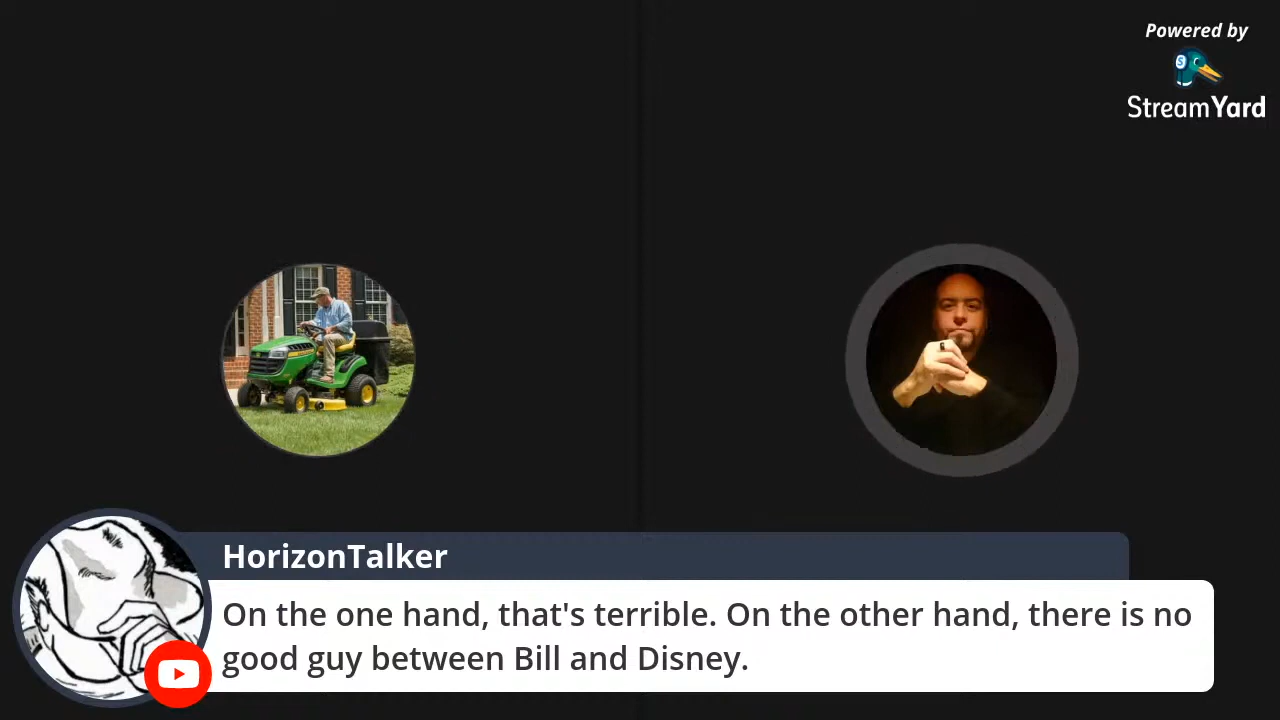 Powered by
StreamYard
HorizonTalker
On the one hand, that's terrible. On the other hand, there is no
good guy between Bill and Disney.